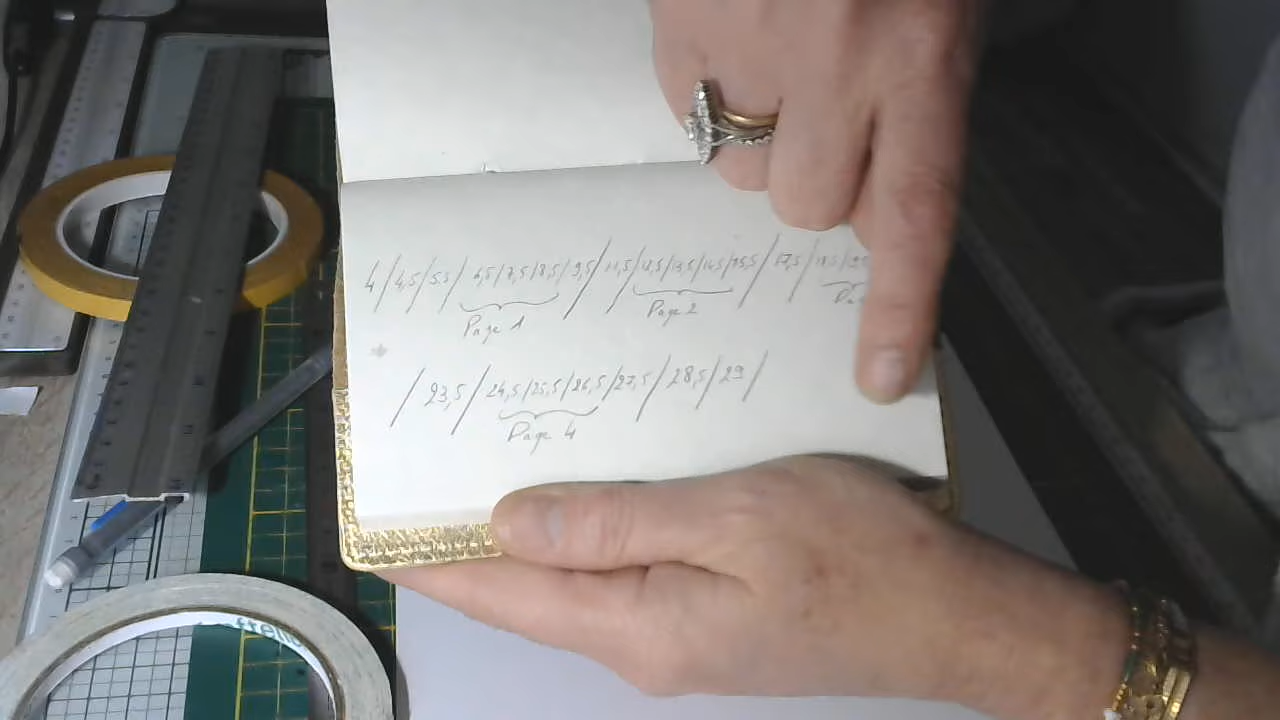 4 / 4,5 / 5,5 / 6,5 / 7,5 / 8,5 / 9,5 / 11,5 / 12,5 / 13,5 / 14,5 / 15,5 / 17,5 / 18,5 /
Page 1 Page 2
/ 23,5 / 24,5 / 25,5 / 26,5 / 27,5 / 28,5 / 29 /
Page 4